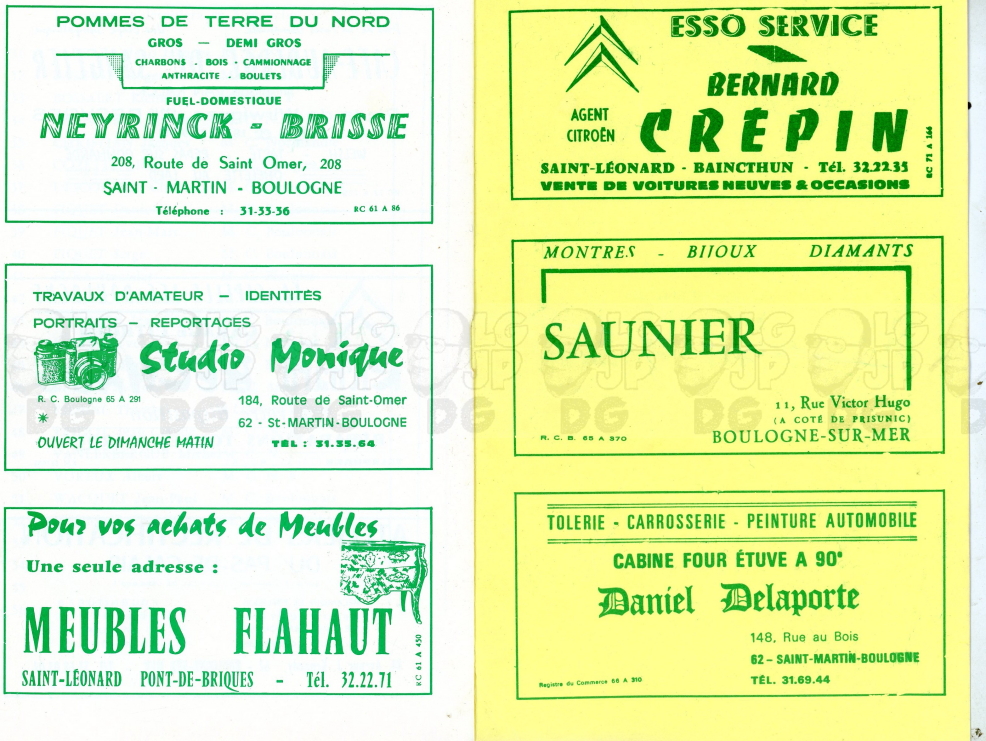 POMMES DE TERRE DU NORD
GROS — DEMI GROS
CHARBONS - BOIS - CAMMIONNAGE
ANTHRACITE - BOULETS
FUEL-DOMESTIQUE
NEYRINCK - BRISSE
208, Route de Saint Omer, 208
SAINT - MARTIN - BOULOGNE
Téléphone : 31-33-36
RC 61 A 86
TRAVAUX D'AMATEUR — IDENTITÉS
PORTRAITS — REPORTAGES
Studio Monique
R. C. Boulogne 65 A 291
184, Route de Saint-Omer
*
62 - St-MARTIN-BOULOGNE
OUVERT LE DIMANCHE MATIN
TÉL : 31.35.64
Pour vos achats de Meubles
Une seule adresse :
MEUBLES FLAHAUT
SAINT-LÉONARD PONT-DE-BRIQUES - Tél. 32.22.71
RC 61 A 450
ESSO SERVICE
BERNARD
AGENT
CITROËN
CRÉPIN
SAINT-LÉONARD - BAINCTHUN - Tél. 32.22.35
VENTE DE VOITURES NEUVES & OCCASIONS
RC 71 A 166
MONTRES - BIJOUX DIAMANTS
SAUNIER
11, Rue Victor Hugo
(A COTÉ DE PRISUNIC)
R. C. B. 65 A 370
BOULOGNE-SUR-MER
TOLERIE - CARROSSERIE - PEINTURE AUTOMOBILE
CABINE FOUR ÉTUVE A 90°
Daniel Delaporte
148, Rue au Bois
62 – SAINT-MARTIN-BOULOGNE
Registre du Commerce 66 A 310
TÉL. 31.69.44
LG JP DG